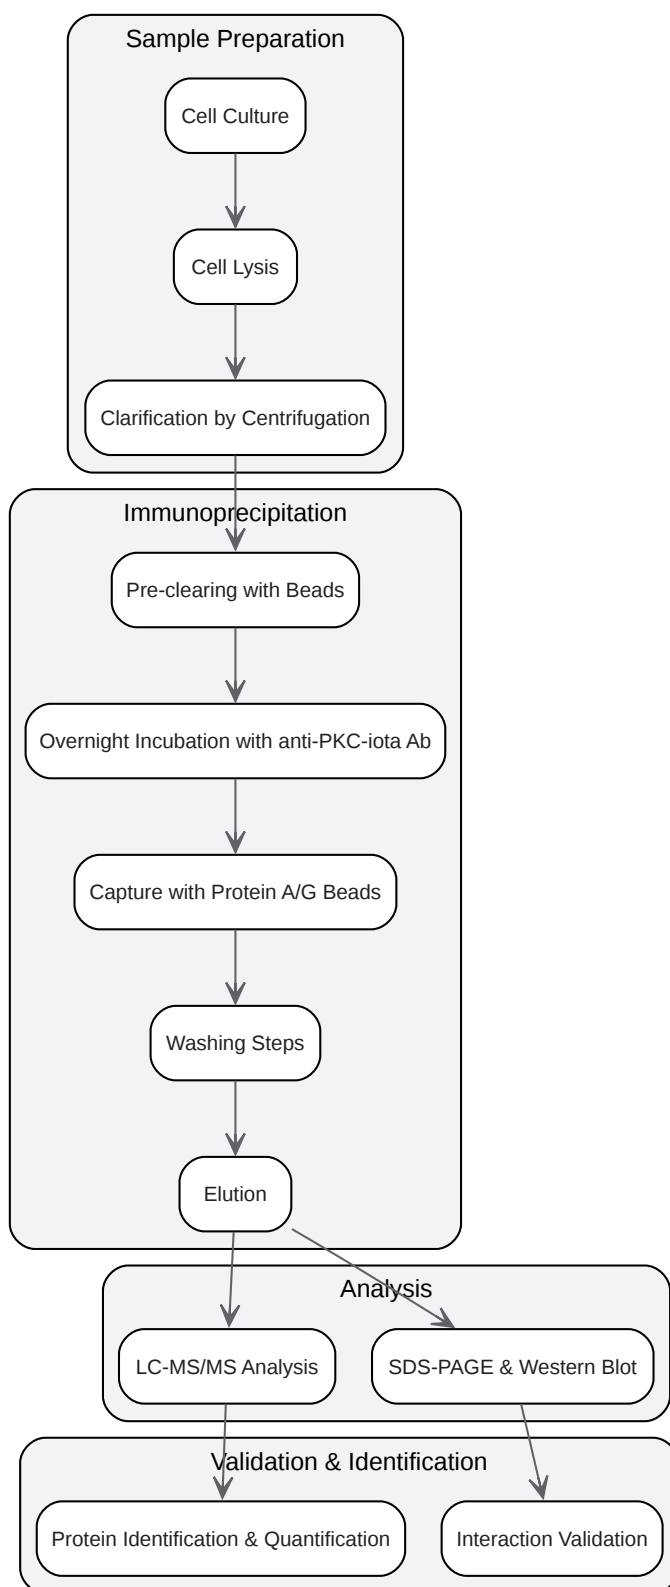 Sample Preparation
Cell Culture
Cell Lysis
Clarification by Centrifugation
Immunoprecipitation
Pre-clearing with Beads
Overnight Incubation with anti-PKC-iota Ab
Capture with Protein A/G Beads
Washing Steps
Elution
Analysis
LC-MS/MS Analysis
SDS-PAGE & Western Blot
Validation & Identification
Protein Identification & Quantification
Interaction Validation